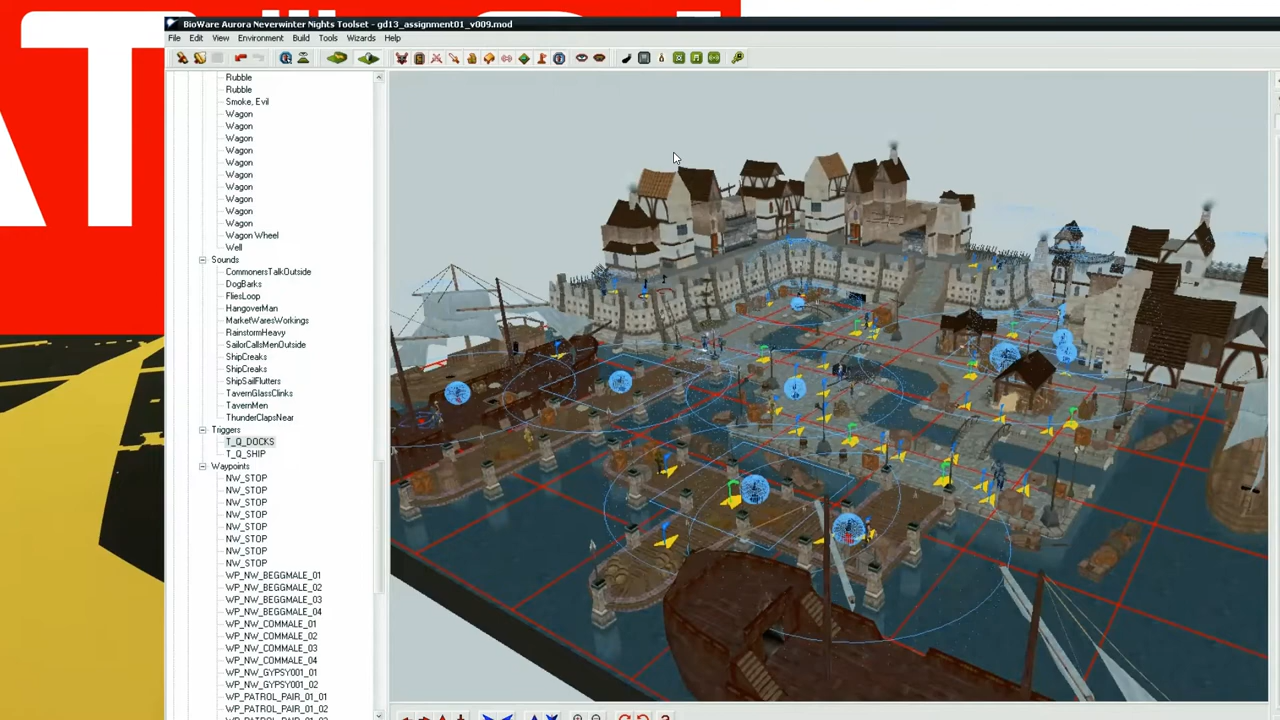 BioWare Aurora Neverwinter Nights Toolset - gd13_assignment01_v009.mod
File Edit View Environment Build Tools Wizards Help
Rubble
Rubble
Smoke, Evil
Wagon
Wagon
Wagon
Wagon
Wagon
Wagon
Wagon
Wagon
Wagon
Wagon
Wagon Wheel
Well
Sounds
CommonersTalkOutside
DogBarks
FliesLoop
HangoverMan
MarketWaresWorkings
RainstormHeavy
SailorCallsMenOutside
ShipCreaks
ShipCreaks
ShipSailFlutters
TavernGlassClinks
TavernMen
ThunderClapsNear
Triggers
T_Q_DOCKS
T_Q_SHIP
Waypoints
NW_STOP
NW_STOP
NW_STOP
NW_STOP
NW_STOP
NW_STOP
NW_STOP
NW_STOP
WP_NW_BEGGMALE_01
WP_NW_BEGGMALE_02
WP_NW_BEGGMALE_03
WP_NW_BEGGMALE_04
WP_NW_COMMALE_01
WP_NW_COMMALE_02
WP_NW_COMMALE_03
WP_NW_COMMALE_04
WP_NW_GYPSY001_01
WP_NW_GYPSY001_02
WP_PATROL_PAIR_01_01
WP_PATROL_PAIR_01_02